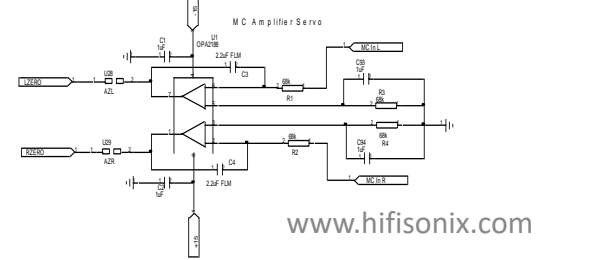 -15
MC Amplifier Servo
C1
1uF
U1
OPA2188
2.2uF FLM
C3
MC In L
LZERO
U28
AZL
68k
R1
C93
1uF
R3
68k
RZERO
U29
AZR
68k
R2
68k
R4
C94
1uF
C4
2.2uF FLM
C2
1uF
MC In R
+15
www.hifisonix.com